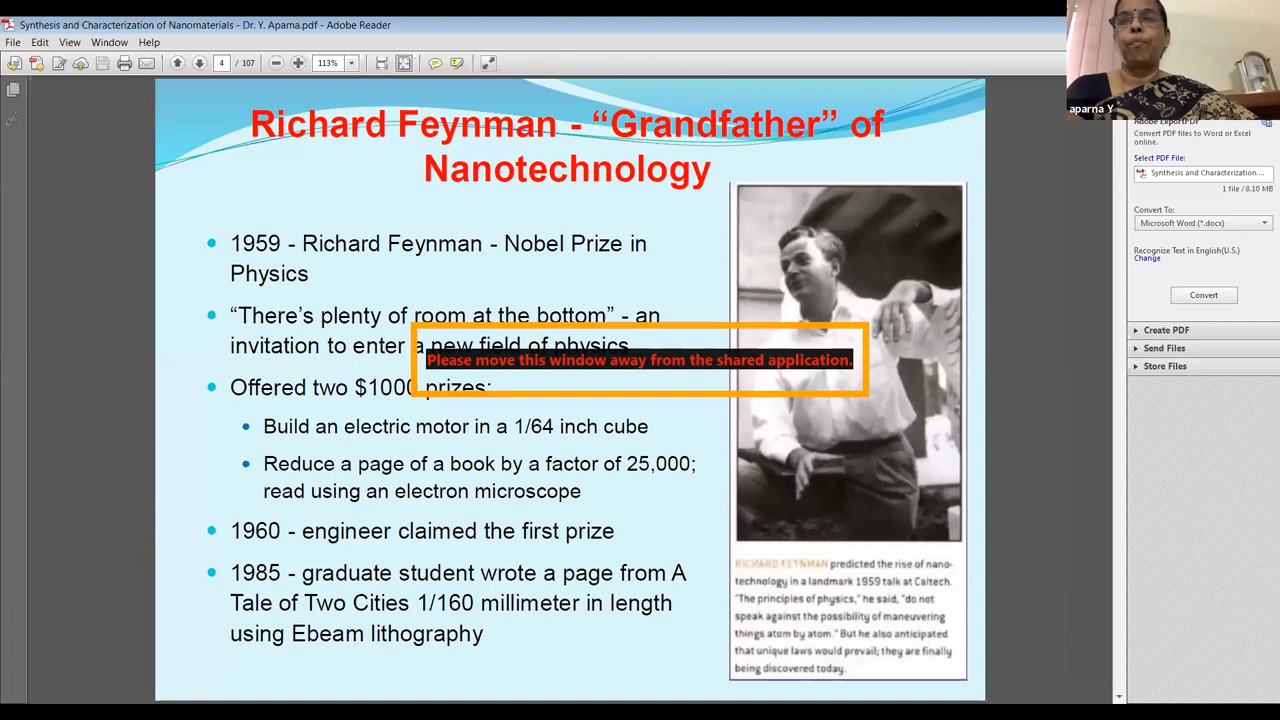 Synthesis and Characterization of Nanomaterials - Dr. Y. Aparna.pdf - Adobe Reader
File Edit View Window Help
4 / 107 113%
Richard Feynman - “Grandfather” of
Nanotechnology
1959 - Richard Feynman - Nobel Prize in
Physics
“There’s plenty of room at the bottom” - an
invitation to enter a new field of physics
Please move this window away from the shared application.
Offered two $1000 prizes:
Build an electric motor in a 1/64 inch cube
Reduce a page of a book by a factor of 25,000;
read using an electron microscope
1960 - engineer claimed the first prize
1985 - graduate student wrote a page from A
Tale of Two Cities 1/160 millimeter in length
using Ebeam lithography
RICHARD FEYNMAN predicted the rise of nano-
technology in a landmark 1959 talk at Caltech.
"The principles of physics," he said, "do not
speak against the possibility of maneuvering
things atom by atom." But he also anticipated
that unique laws would prevail; they are finally
being discovered today.
aparna Y
Adobe ExportPDF
Convert PDF files to Word or Excel
online.
Select PDF File:
Synthesis and Characterization ...
1 file / 8.10 MB
Convert To:
Microsoft Word (*.docx)
Recognize Text in English(U.S.)
Change
Convert
Create PDF
Send Files
Store Files